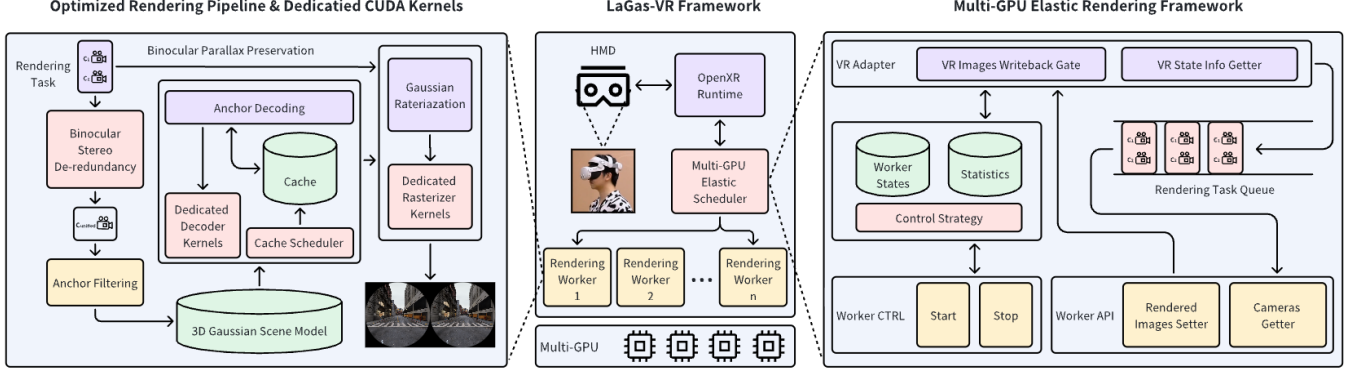 Optimized Rendering Pipeline & Dedicatied CUDA Kernels
Rendering
Task
C₁
C₂
Binocular Parallax Preservation
Binocular
Stereo
De-redundancy
Cunified
Anchor Filtering
Anchor Decoding
Cache
Dedicated
Decoder
Kernels
Cache Scheduler
3D Gaussian Scene Model
Gaussian
Rateriazation
Dedicated
Rasterizer
Kernels
LaGas-VR Framework
HMD
OpenXR
Runtime
Multi-GPU
Elastic
Scheduler
Rendering
Worker
1
Rendering
Worker
2
...
Rendering
Worker
n
Multi-GPU
Multi-GPU Elastic Rendering Framework
VR Adapter
VR Images Writeback Gate
VR State Info Getter
Worker
States
Statistics
Control Strategy
Rendering Task Queue
Worker CTRL
Start
Stop
Worker API
Rendered
Images Setter
Cameras
Getter